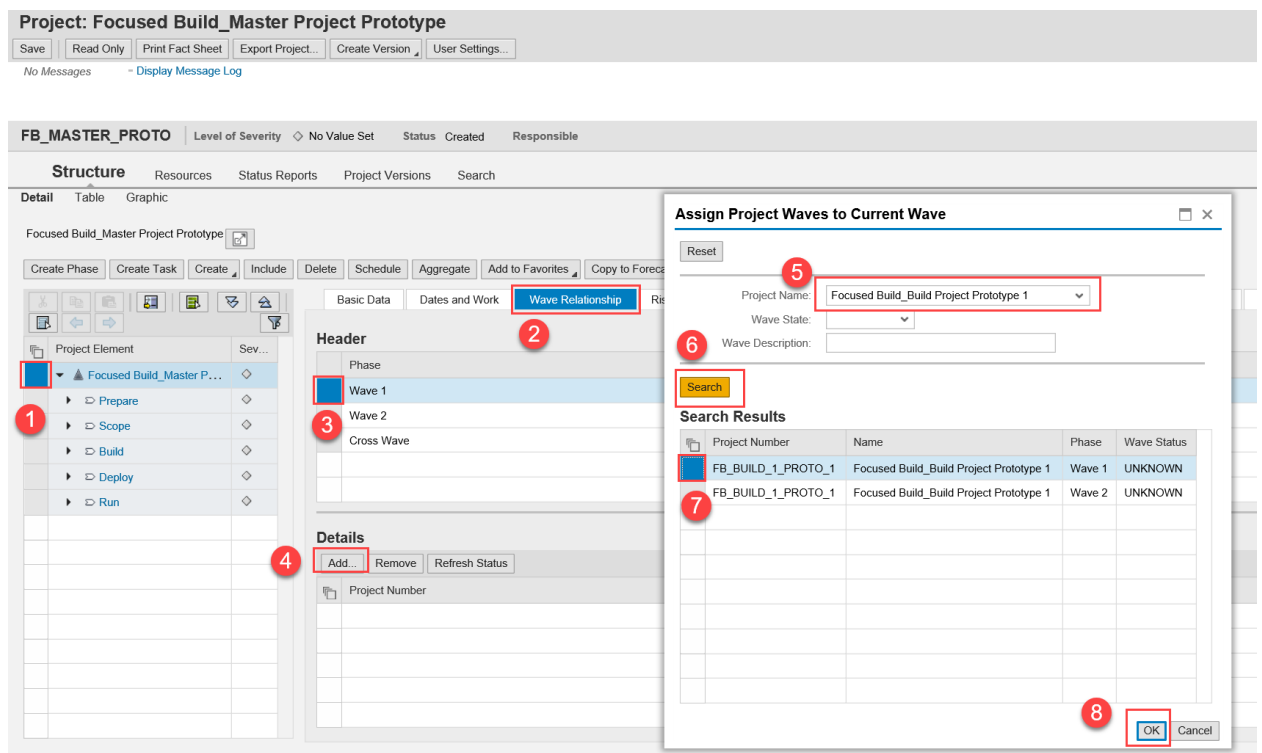 Project: Focused Build_Master Project Prototype
Save Read Only Print Fact Sheet Export Project... Create Version User Settings...
No Messages - Display Message Log
FB_MASTER_PROTO Level of Severity No Value Set Status Created Responsible
Structure Resources Status Reports Project Versions Search
Detail Table Graphic
Focused Build_Master Project Prototype
Create Phase Create Task Create Include Delete Schedule Aggregate Add to Favorites Copy to Foreca
Basic Data Dates and Work Wave Relationship Ris
2
Project Element Sev...
Focused Build_Master P...
1
Prepare
Scope
Build
Deploy
Run
Header
Phase
Wave 1
3
Wave 2
Cross Wave
Details
4
Add... Remove Refresh Status
Project Number
Assign Project Waves to Current Wave
Reset
5
Project Name: Focused Build_Build Project Prototype 1
Wave State:
6
Wave Description:
Search
Search Results
Project Number Name Phase Wave Status
FB_BUILD_1_PROTO_1 Focused Build_Build Project Prototype 1 Wave 1 UNKNOWN
7
FB_BUILD_1_PROTO_1 Focused Build_Build Project Prototype 1 Wave 2 UNKNOWN
8
OK Cancel